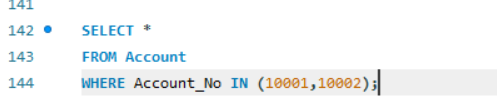 141
142 SELECT *
143 FROM Account
144 WHERE Account_No IN (10001,10002);